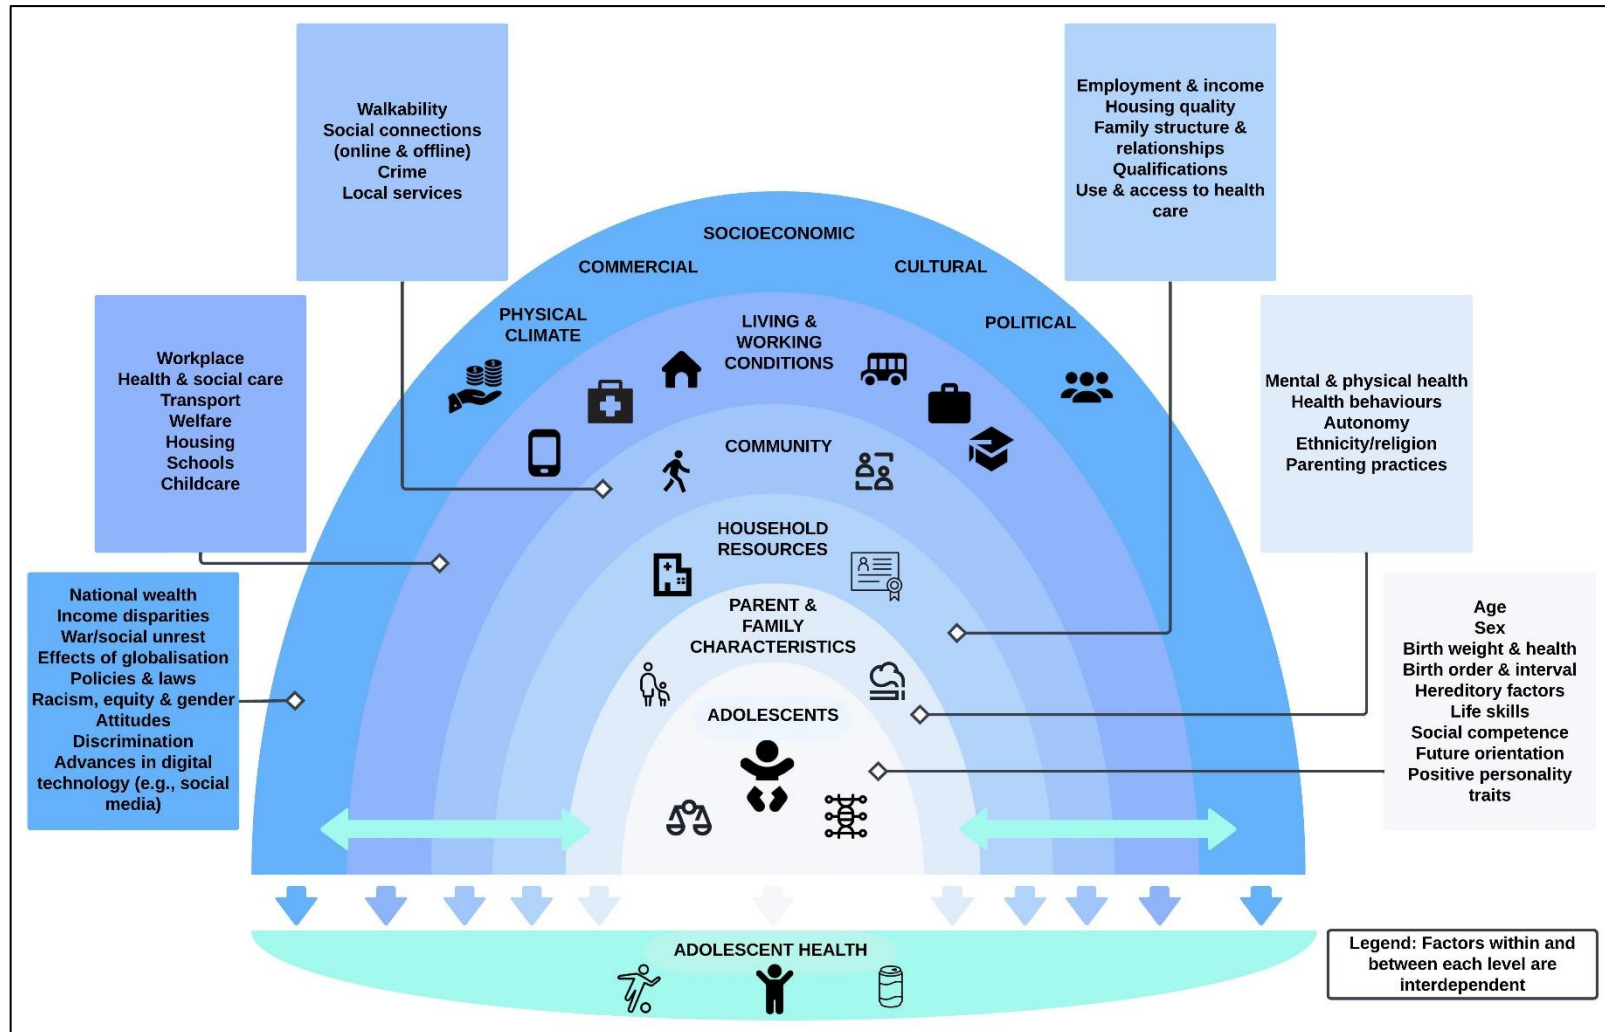 Walkability
Social connections
(online & offline)
Crime
Local services
Employment & income
Housing quality
Family structure &
relationships
Qualifications
Use & access to health
care
Workplace
Health & social care
Transport
Welfare
Housing
Schools
Childcare
Mental & physical health
Health behaviours
Autonomy
Ethnicity/religion
Parenting practices
National wealth
Income disparities
War/social unrest
Effects of globalisation
Policies & laws
Racism, equity & gender
Attitudes
Discrimination
Advances in digital
technology (e.g., social
media)
Age
Sex
Birth weight & health
Birth order & interval
Hereditory factors
Life skills
Social competence
Future orientation
Positive personality
traits
SOCIOECONOMIC
COMMERCIAL
CULTURAL
PHYSICAL
CLIMATE
POLITICAL
LIVING &
WORKING
CONDITIONS
COMMUNITY
HOUSEHOLD
RESOURCES
PARENT &
FAMILY
CHARACTERISTICS
ADOLESCENTS
ADOLESCENT HEALTH
Legend: Factors within and
between each level are
interdependent